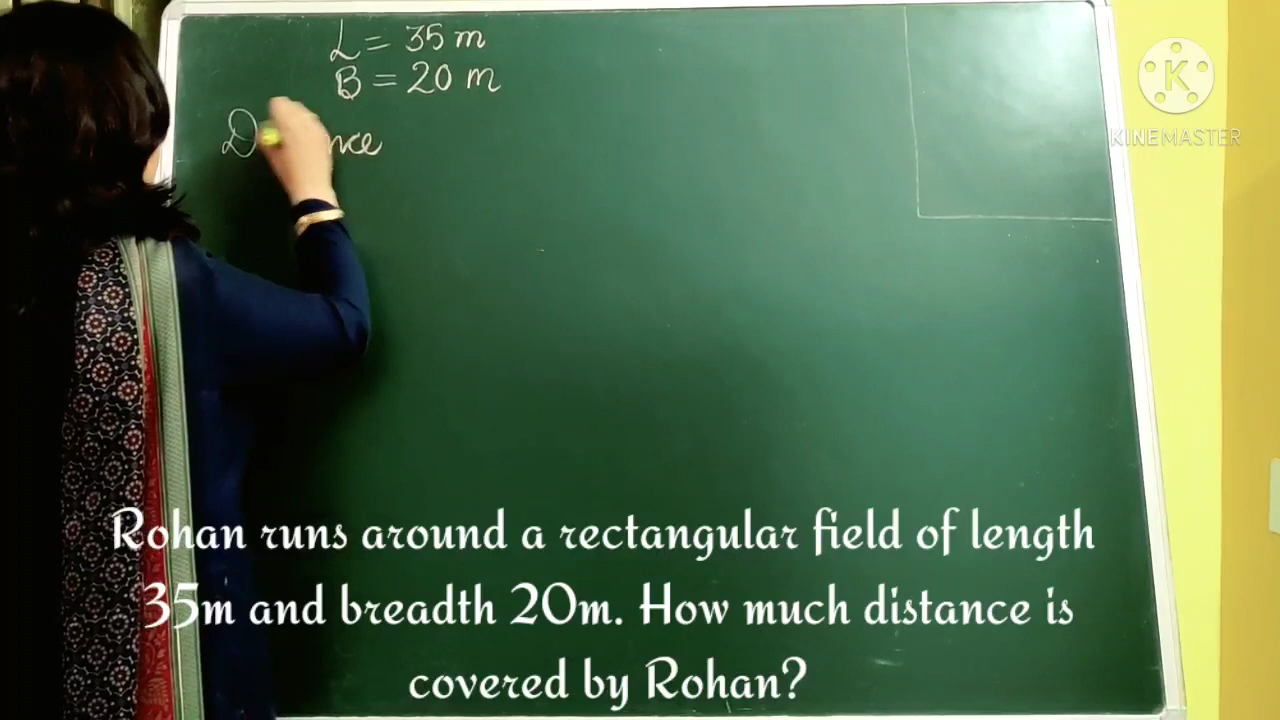 L = 35 m
B = 20 m
K
KINEMASTER
Rohan runs around a rectangular field of length
35m and breadth 20m. How much distance is
covered by Rohan?